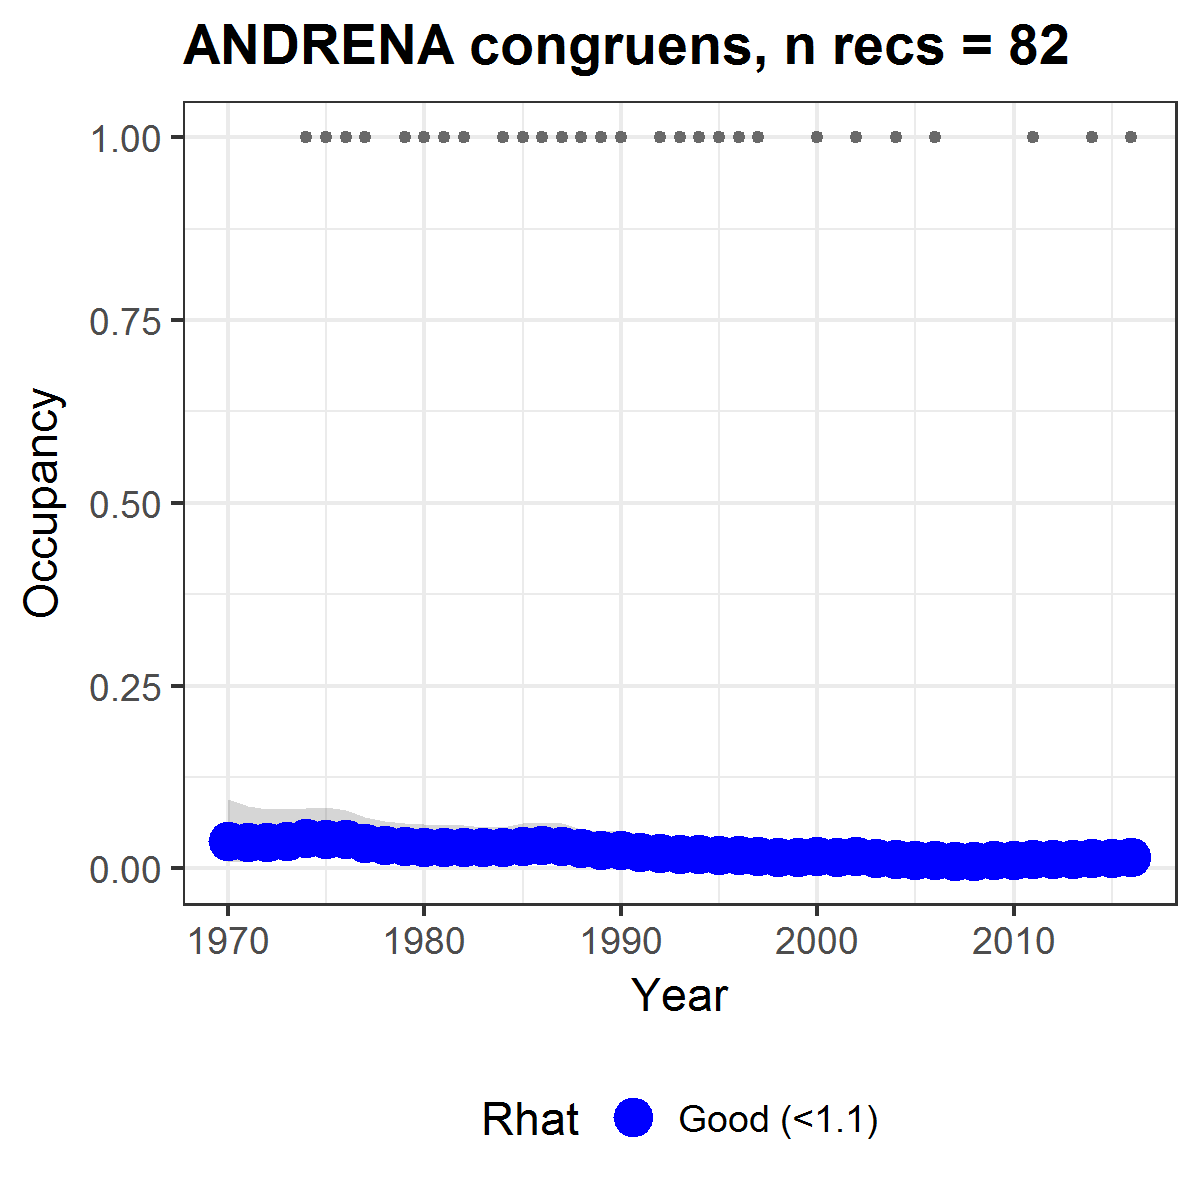 ANDRENA congruens, n recs = 82
1.00
0.75
0.50
0.25
0.00
Occupancy
1970 1980 1990 2000 2010
Year
Rhat Good (<1.1)